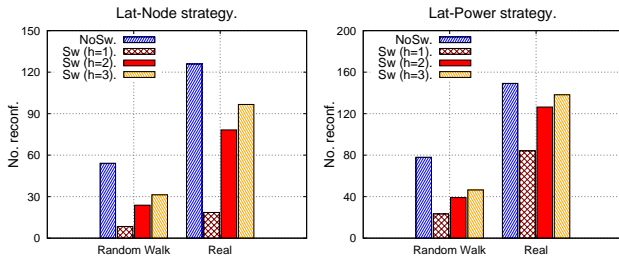 Lat-Node strategy.
No. reconf.
150
120
90
60
30
0
NoSw.
Sw (h=1).
Sw (h=2).
Sw (h=3).
Random Walk Real
Lat-Power strategy.
No. reconf.
200
160
120
80
40
0
NoSw.
Sw (h=1).
Sw (h=2).
Sw (h=3).
Random Walk Real